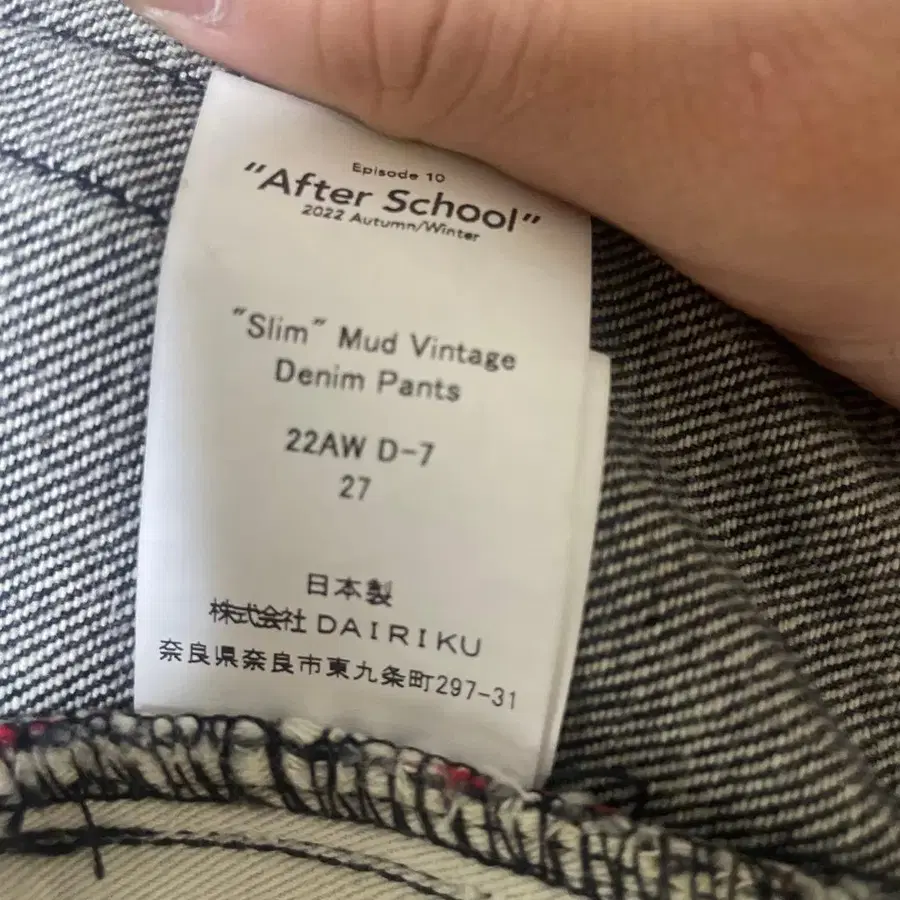 Episode 10
"After School"
2022 Autumn/Winter
"Slim" Mud Vintage
Denim Pants
22AW D-7
27
日本製
株式会社 DAIRIKU
奈良県奈良市東九条町297-31